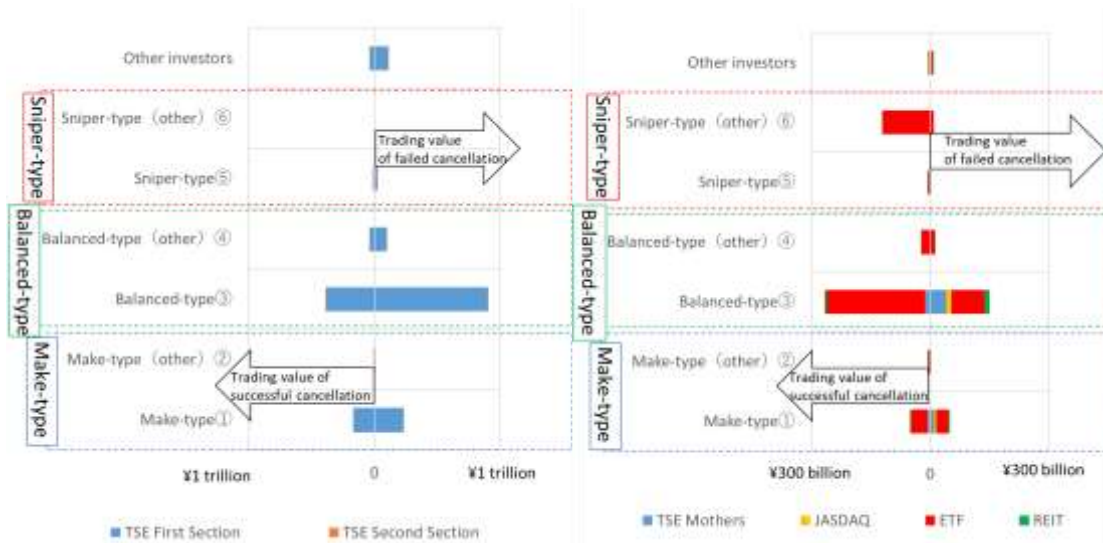 Other investors
Sniper-type
Sniper-type（other）⑥
Trading value
of failed cancellation
Sniper-type⑤
Balanced-type
Balanced-type（other）④
Balanced-type③
Make-type
Make-type（other）②
Trading value of
successful cancellation
Make-type①
¥1 trillion
0
¥1 trillion
TSE First Section
TSE Second Section
Other investors
Sniper-type
Sniper-type（other）⑥
Trading value
of failed cancellation
Sniper-type⑤
Balanced-type
Balanced-type（other）④
Balanced-type③
Make-type
Make-type（other）②
Trading value of
successful cancellation
Make-type①
¥300 billion
0
¥300 billion
TSE Mothers
JASDAQ
ETF
REIT